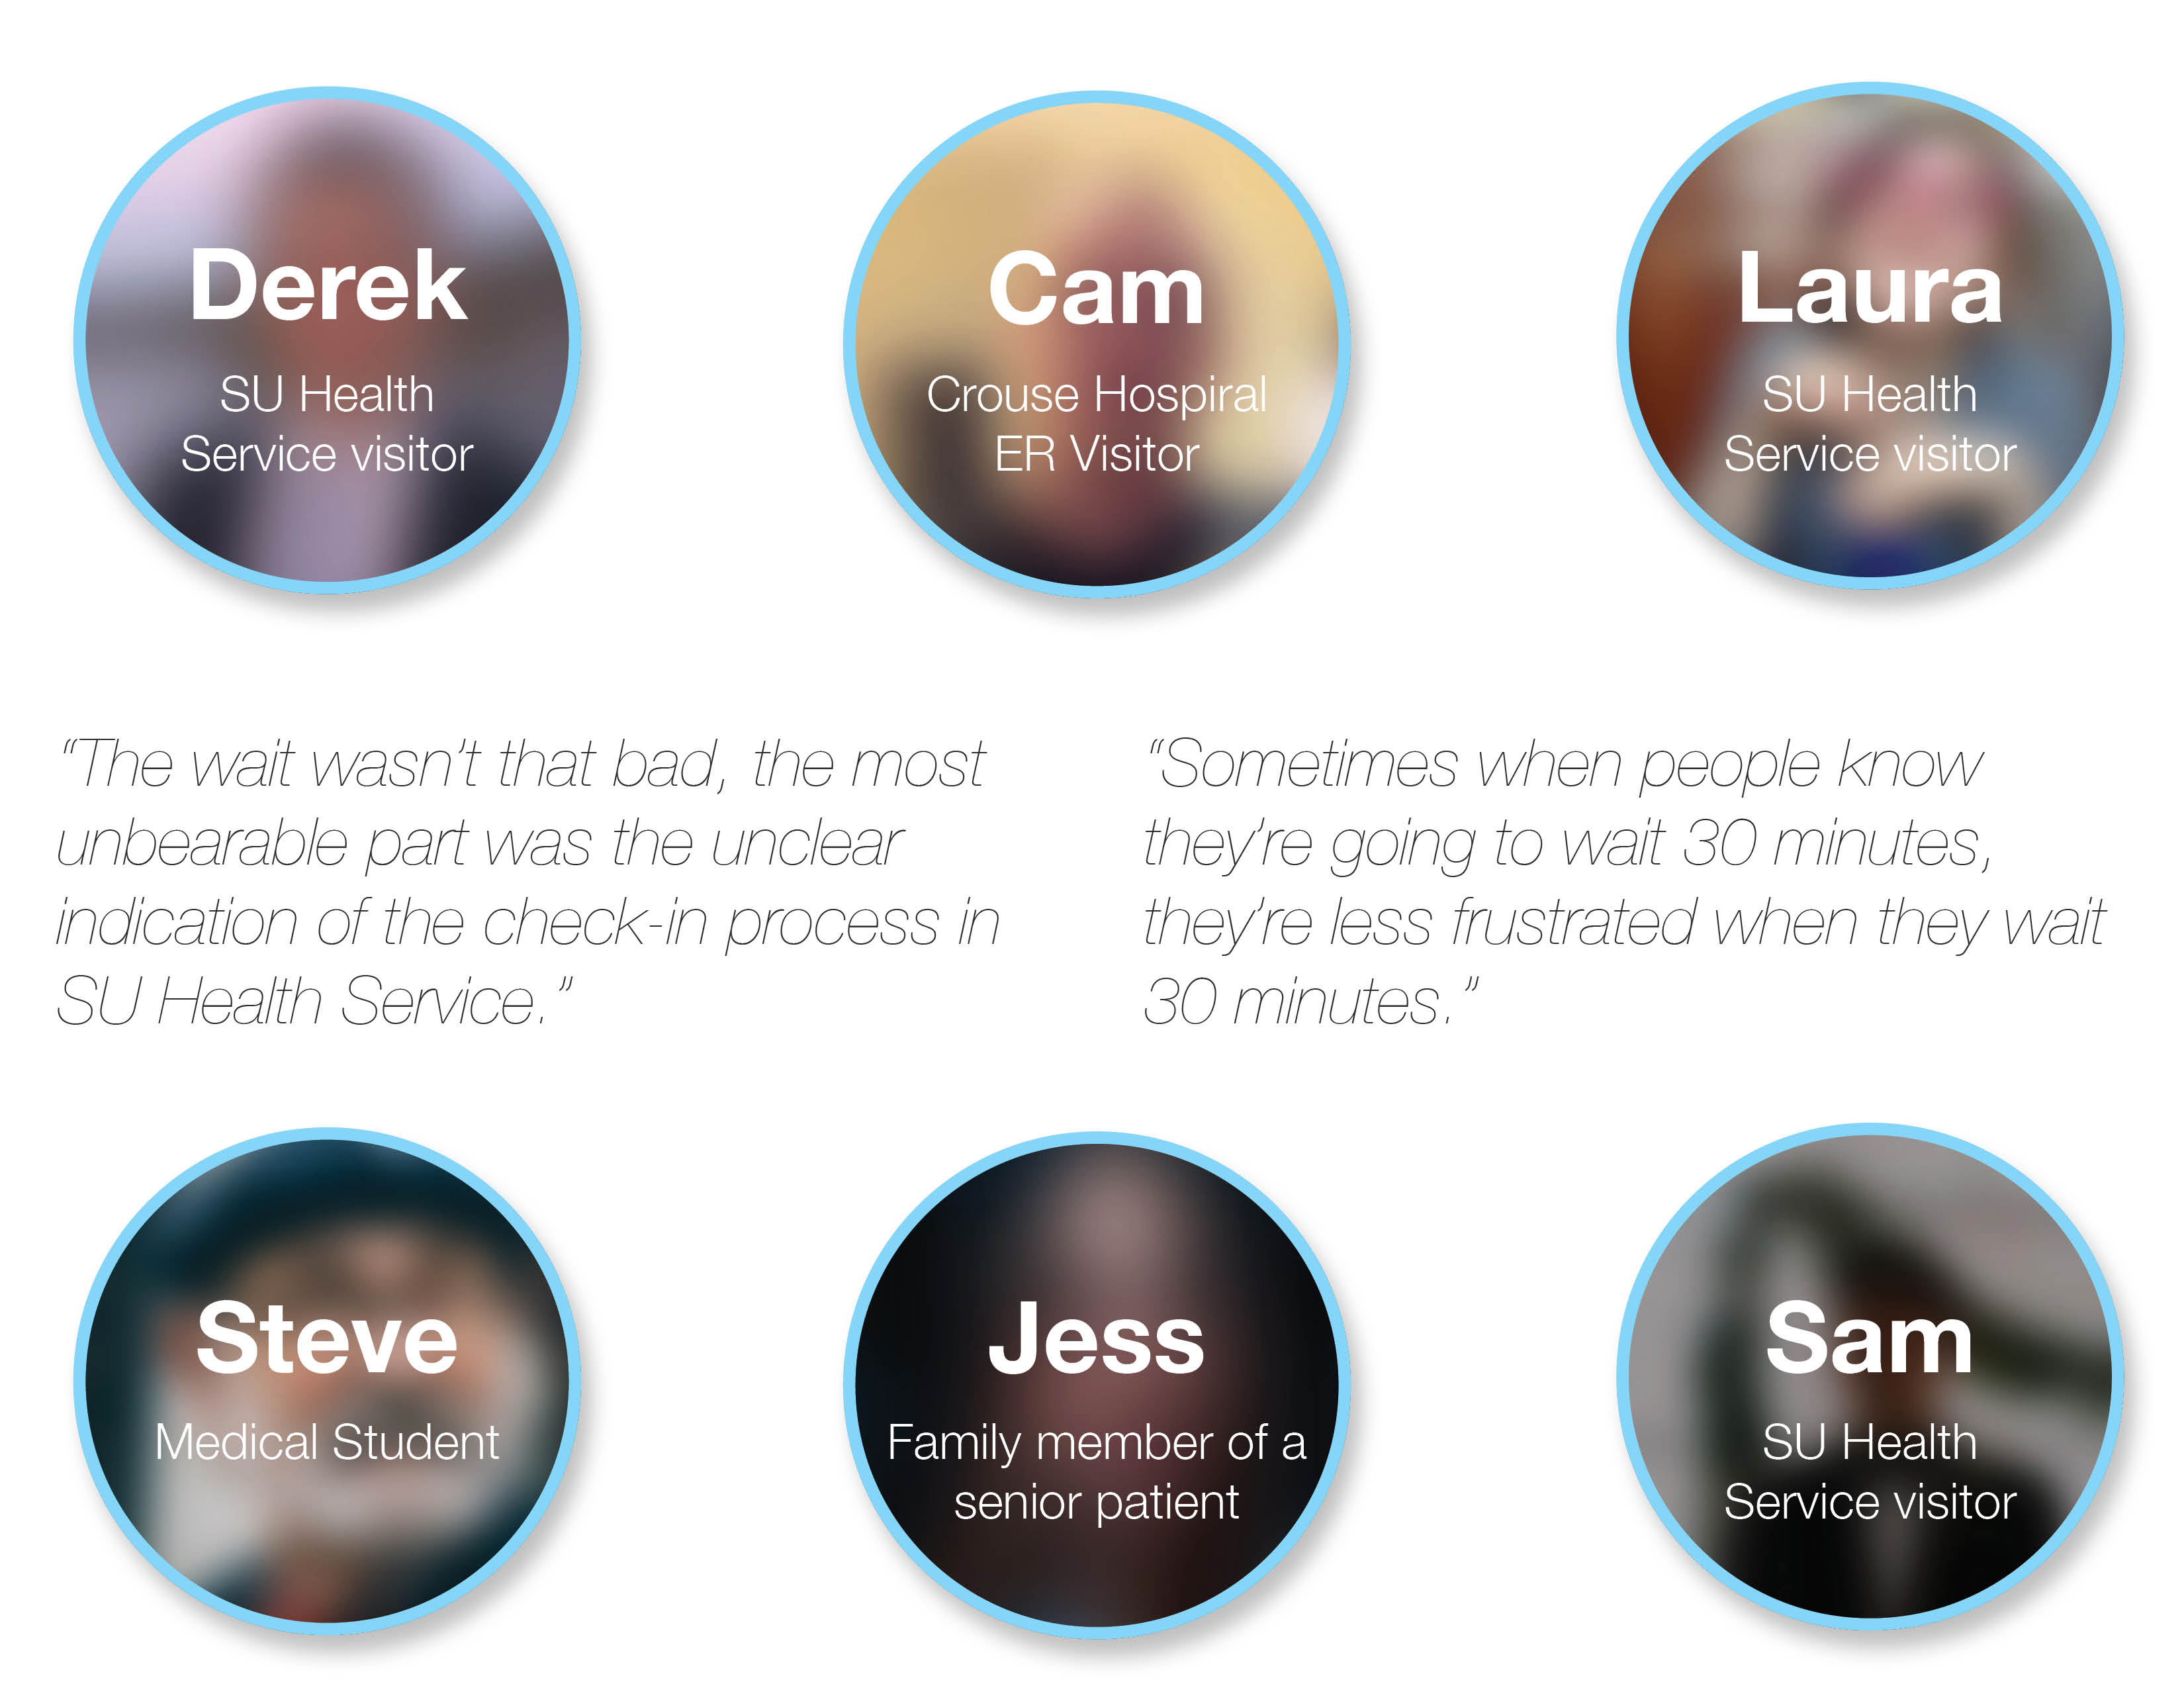 Derek
SU Health
Service visitor
Cam
Crouse Hospiral
ER Visitor
Laura
SU Health
Service visitor
“The wait wasn’t that bad, the most
unbearable part was the unclear
indication of the check-in process in
SU Health Service.”
“Sometimes when people know
they’re going to wait 30 minutes,
they’re less frustrated when they wait
30 minutes.”
Steve
Medical Student
Jess
Family member of a
senior patient
Sam
SU Health
Service visitor